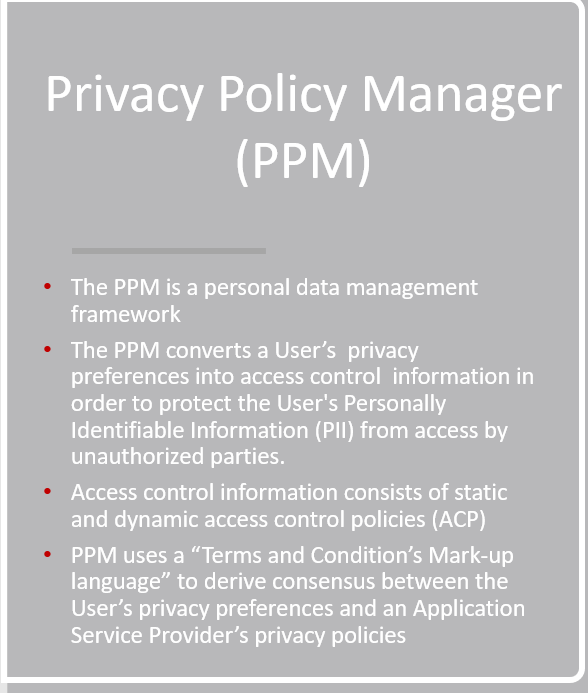 Privacy Policy Manager
(PPM)
• The PPM is a personal data management
framework
• The PPM converts a User’s  privacy
preferences into access control  information in
order to protect the User's Personally
Identifiable Information (PII) from access by
unauthorized parties.
• Access control information consists of static
and dynamic access control policies (ACP)
• PPM uses a “Terms and Condition’s Mark-up
language” to derive consensus between the
User’s privacy preferences and an Application
Service Provider’s privacy policies